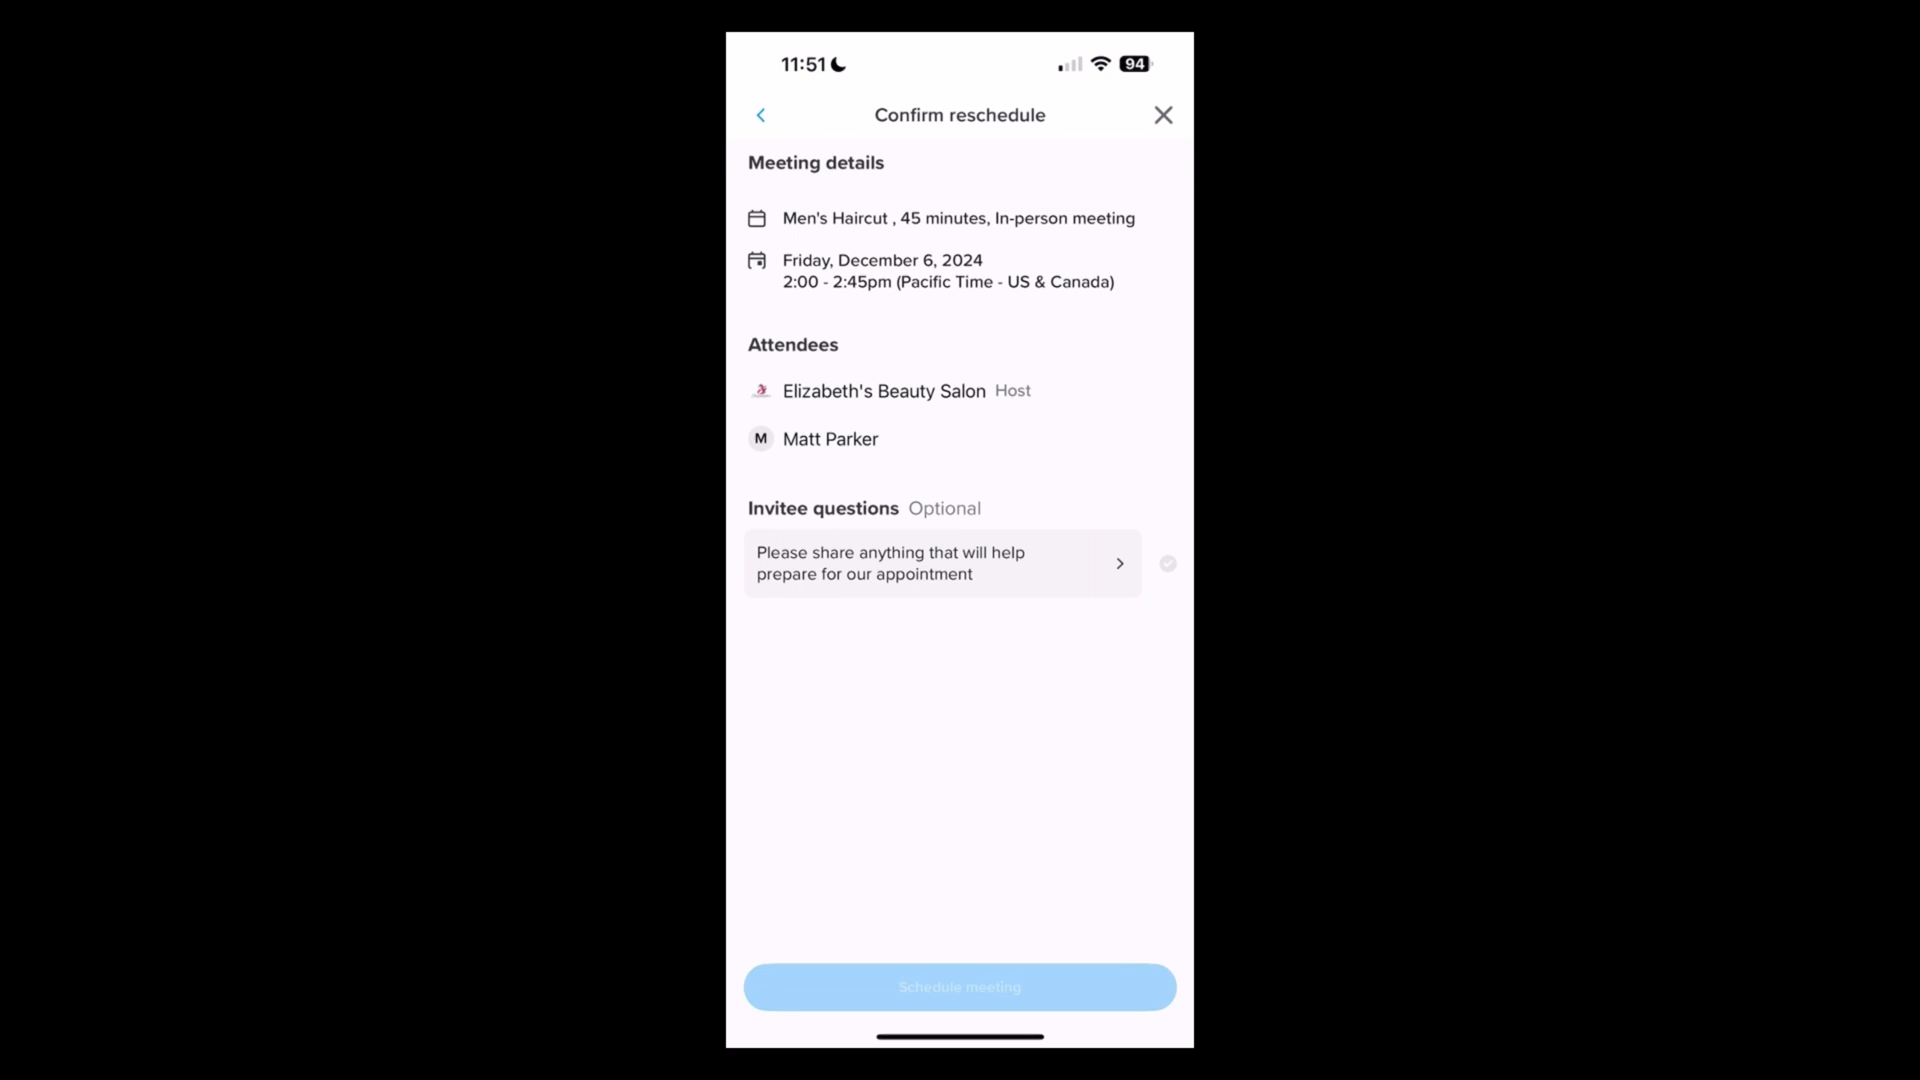 11:51
94
Confirm reschedule
Meeting details
Men's Haircut , 45 minutes, In-person meeting
Friday, December 6, 2024
2:00 - 2:45pm (Pacific Time - US & Canada)
Attendees
Elizabeth's Beauty Salon Host
M Matt Parker
Invitee questions Optional
Please share anything that will help
prepare for our appointment
Schedule meeting